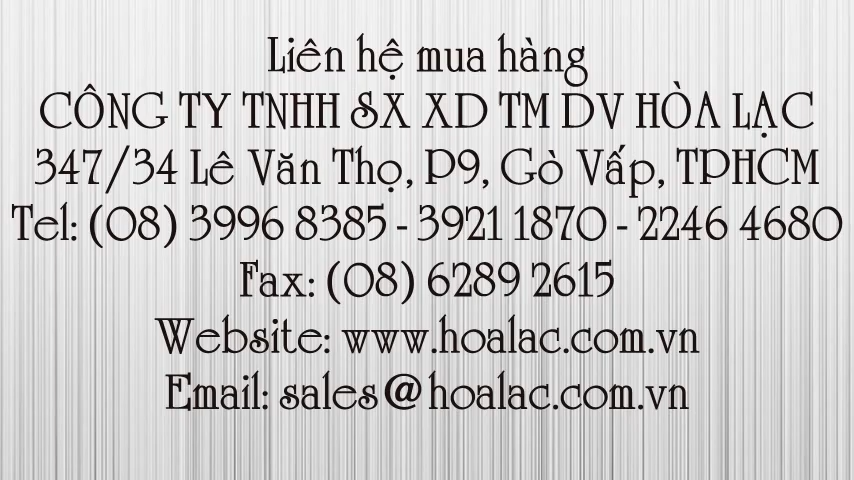 Liên hệ mua hàng
CÔNG TY TNHH SX XD TM DV HÒA LẠC
347/34 Lê Văn Thọ, P9, Gò Vấp, TPHCM
Tel: (08) 3996 8385 - 3921 1870 - 2246 4680
Fax: (08) 6289 2615
Website: www.hoalac.com.vn
Email: sales@hoalac.com.vn